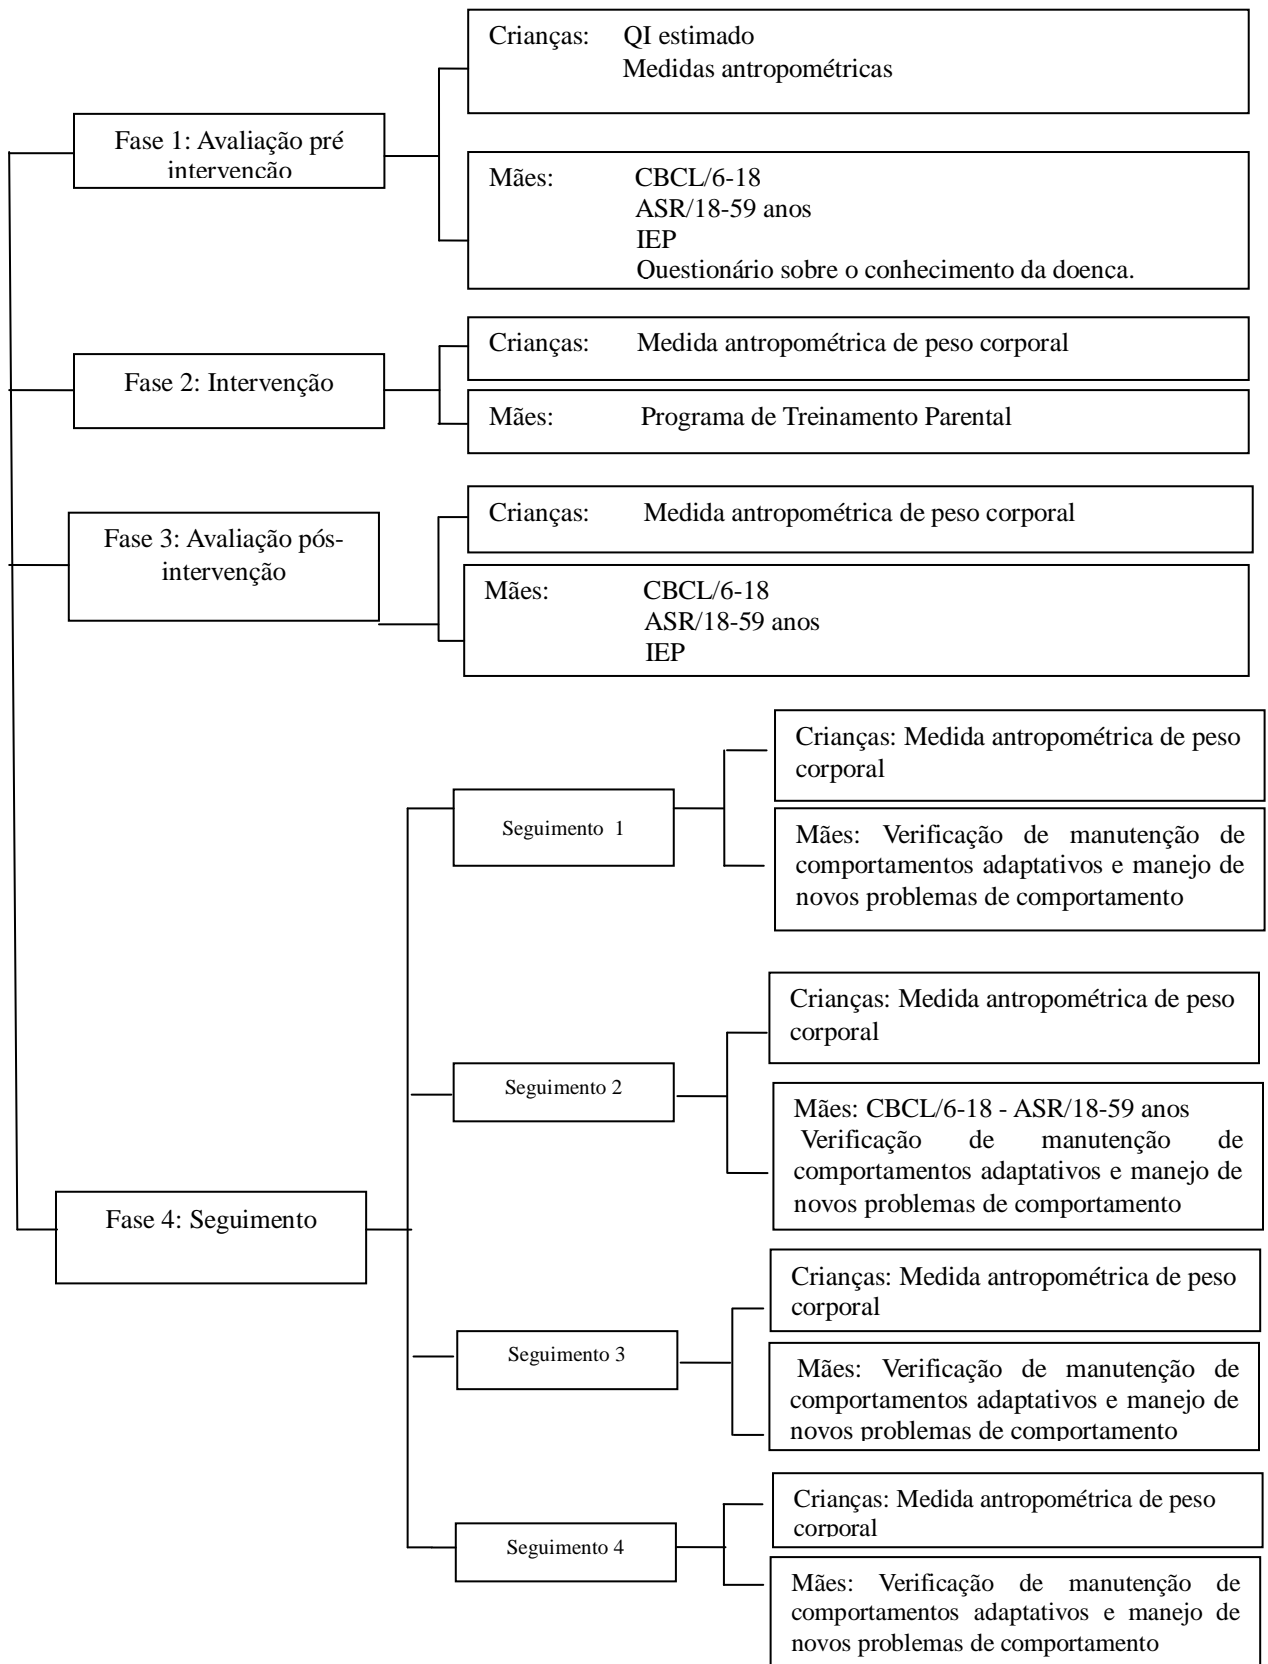 Crianças: QI estimado
Medidas antropométricas
Fase 1: Avaliação pré
intervenção
Mães: CBCL/6-18
ASR/18-59 anos
IEP
Questionário sobre o conhecimento da doença.
Crianças: Medida antropométrica de peso corporal
Fase 2: Intervenção
Mães: Programa de Treinamento Parental
Crianças: Medida antropométrica de peso corporal
Fase 3: Avaliação pós-
intervenção
Mães: CBCL/6-18
ASR/18-59 anos
IEP
Crianças: Medida antropométrica de peso
corporal
Seguimento 1
Mães: Verificação de manutenção de
comportamentos adaptativos e manejo de
novos problemas de comportamento
Crianças: Medida antropométrica de peso
corporal
Seguimento 2
Mães: CBCL/6-18 - ASR/18-59 anos
Verificação de manutenção de
comportamentos adaptativos e manejo de
novos problemas de comportamento
Fase 4: Seguimento
Crianças: Medida antropométrica de peso
corporal
Seguimento 3
Mães: Verificação de manutenção de
comportamentos adaptativos e manejo de
novos problemas de comportamento
Crianças: Medida antropométrica de peso
corporal
Seguimento 4
Mães: Verificação de manutenção de
comportamentos adaptativos e manejo de
novos problemas de comportamento